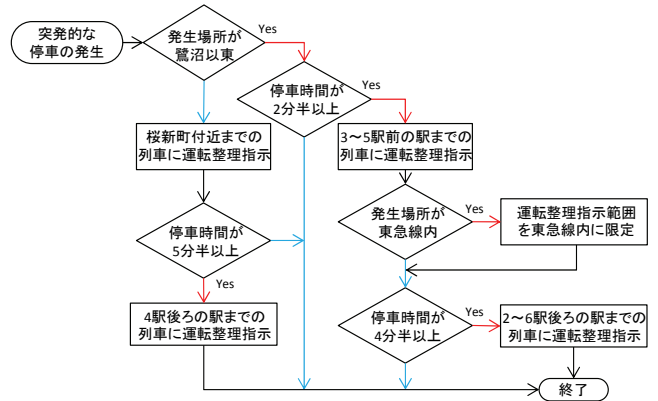 突発的な
停車の発生
発生場所が
鷺沼以東
Yes
停車時間が
2分半以上
Yes
桜新町付近までの
列車に運転整理指示
3～5駅前の駅までの
列車に運転整理指示
停車時間が
5分半以上
Yes
発生場所が
東急線内
Yes
運転整理指示範囲
を東急線内に限定
4駅後ろの駅までの
列車に運転整理指示
停車時間が
4分半以上
Yes
2～6駅後ろの駅までの
列車に運転整理指示
終了